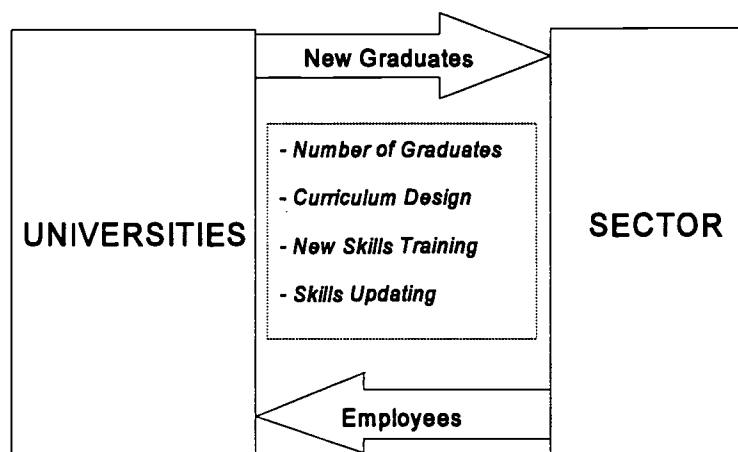 New Graduates
- Number of Graduates
- Curriculum Design
UNIVERSITIES
SECTOR
- New Skills Training
- Skills Updating
Employees